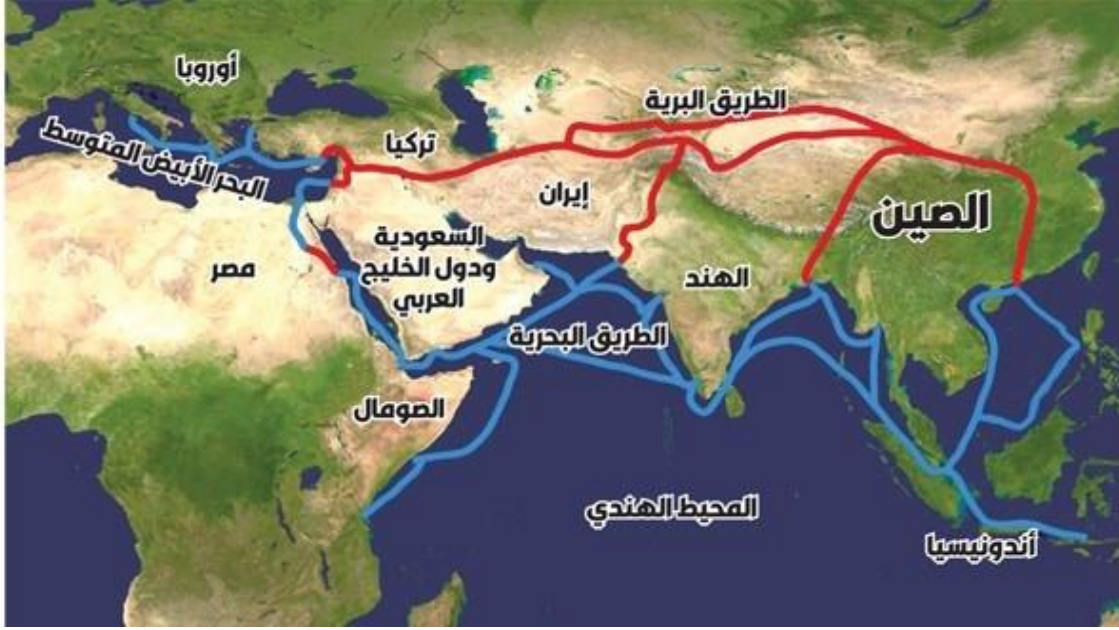 أوروبا
الطريق البرية
البحر الأبيض المتوسط
تركيا
إيران
الصين
السعودية
ودول الخليج
العربي
مصر
الهند
الطريق البحرية
الصومال
المحيط الهندي
أندونيسيا